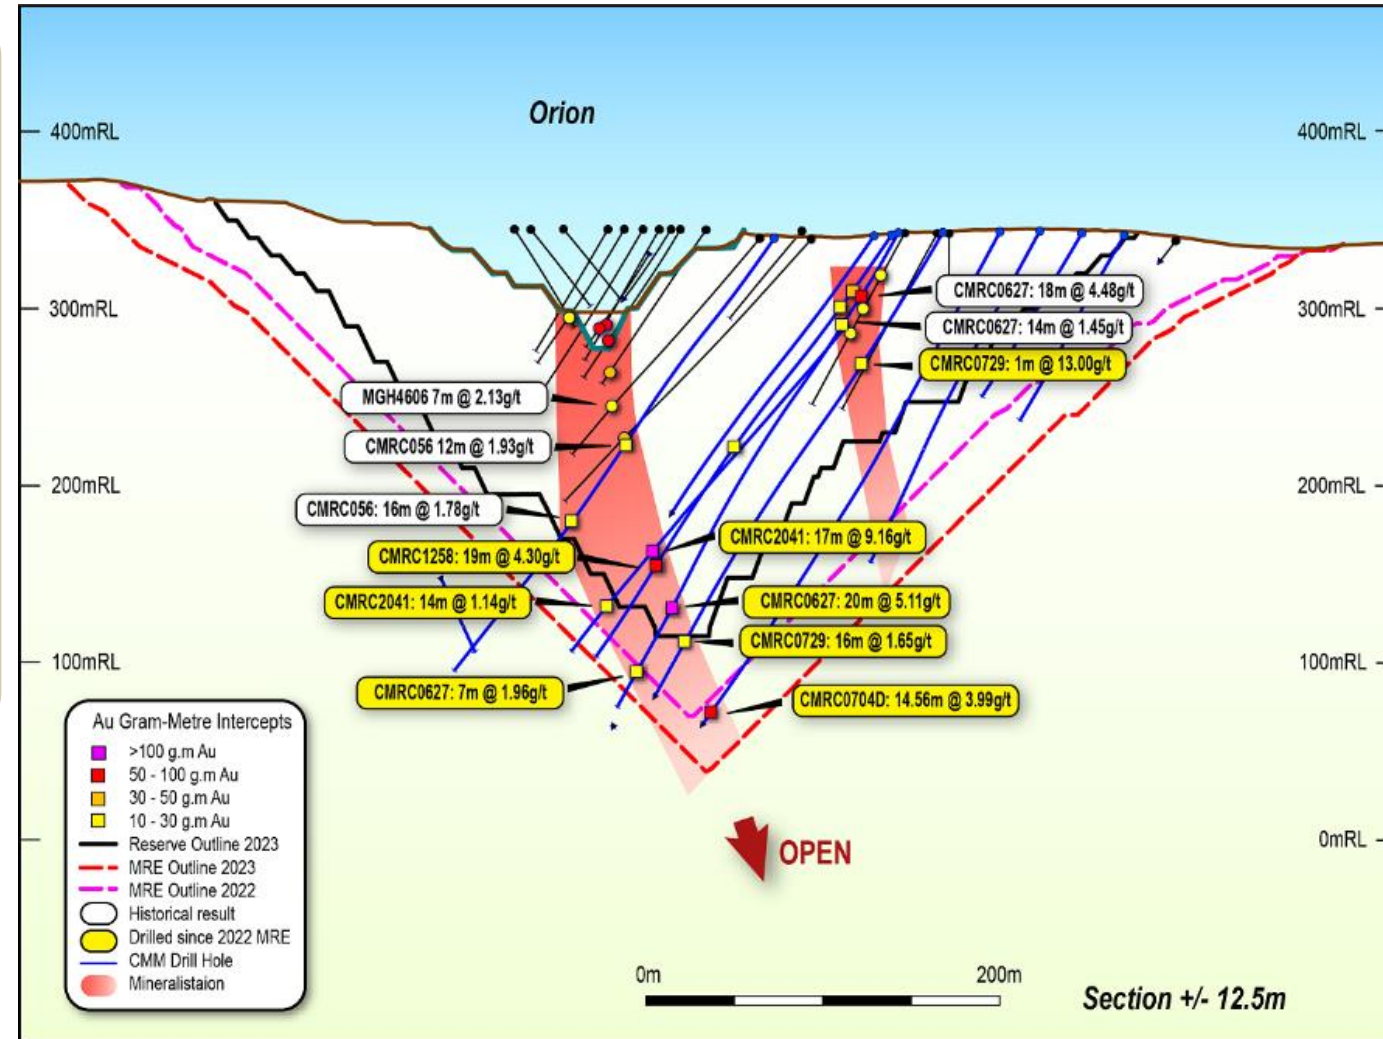 Orion
400mRL
400mRL
300mRL
300mRL
200mRL
200mRL
100mRL
100mRL
0mRL
CMRC0627: 18m @ 4.48g/t
CMRC0627: 14m @ 1.45g/t
CMRC0729: 1m @ 13.00g/t
MGH4606 7m @ 2.13g/t
CMRC056 12m @ 1.93g/t
CMRC056: 16m @ 1.78g/t
CMRC2041: 17m @ 9.16g/t
CMRC1258: 19m @ 4.30g/t
CMRC2041: 14m @ 1.14g/t
CMRC0627: 20m @ 5.11g/t
CMRC0729: 16m @ 1.65g/t
CMRC0627: 7m @ 1.96g/t
CMRC0704D: 14.56m @ 3.99g/t
OPEN
Au Gram-Metre Intercepts
>100 g.m Au
50 - 100 g.m Au
30 - 50 g.m Au
10 - 30 g.m Au
Reserve Outline 2023
MRE Outline 2023
MRE Outline 2022
Historical result
Drilled since 2022 MRE
CMM Drill Hole
Mineralistaion
0m
200m
Section +/- 12.5m